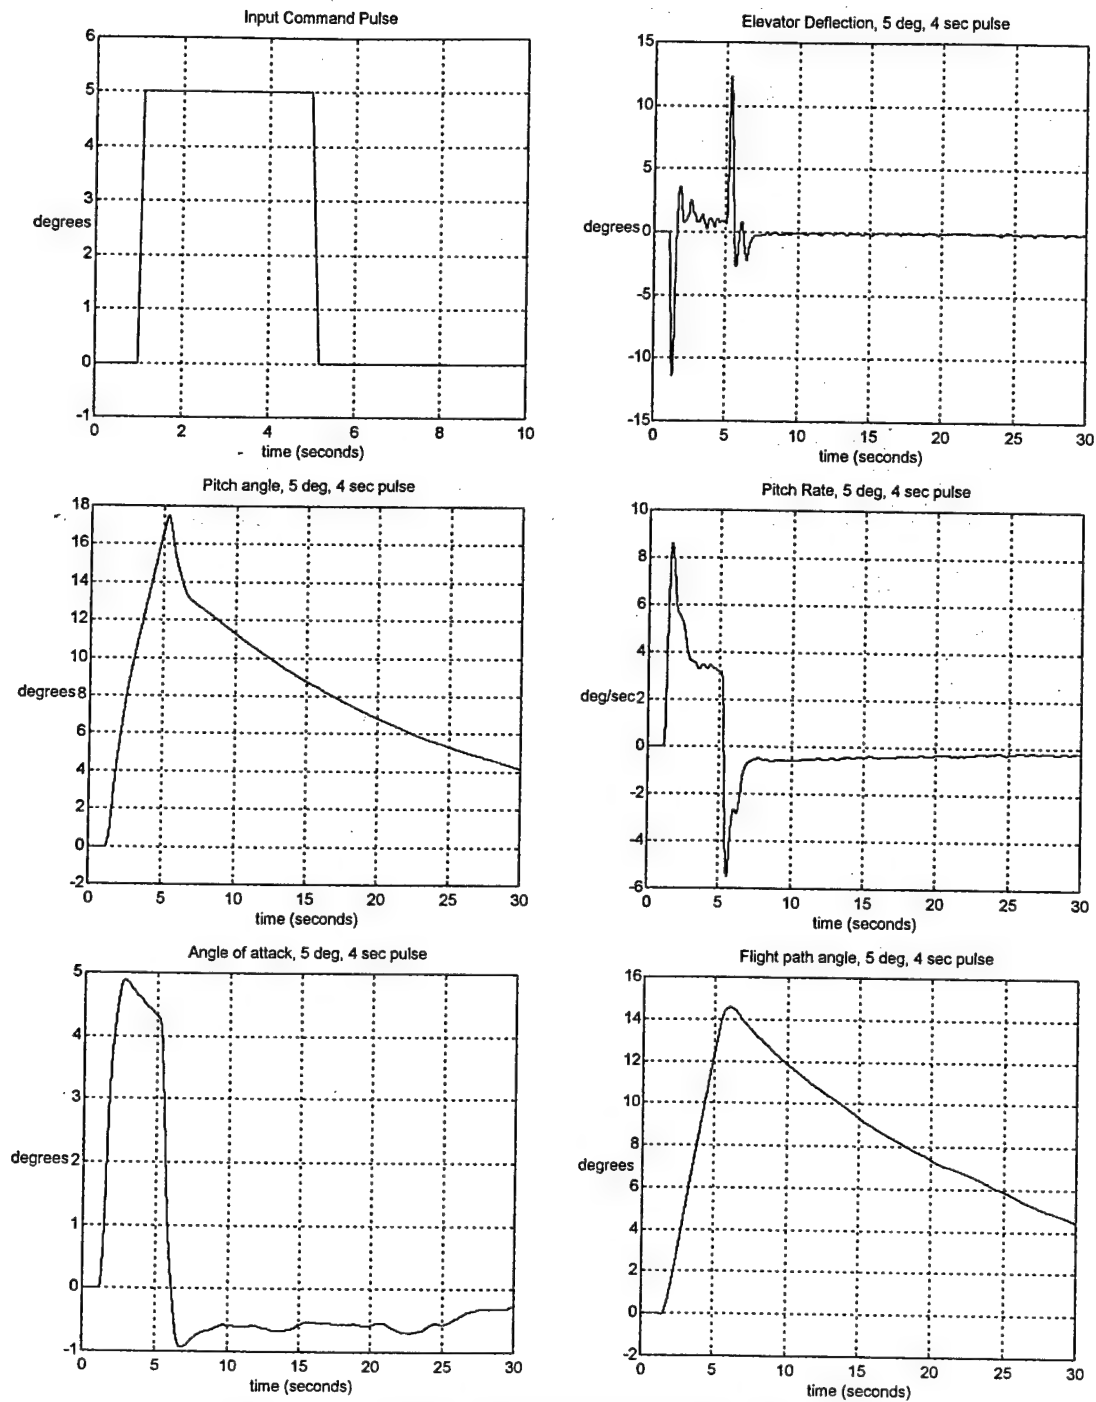 Input Command Pulse
6
5
4
3
degrees
2
1
0
-1
0 2 4 6 8 10
time (seconds)
Elevator Deflection, 5 deg, 4 sec pulse
15
10
5
degrees 0
-5
-10
-15
0 5 10 15 20 25 30
time (seconds)
Pitch angle, 5 deg, 4 sec pulse
18
16
14
12
10
degrees 8
6
4
2
0
-2
0 5 10 15 20 25 30
time (seconds)
Pitch Rate, 5 deg, 4 sec pulse
10
8
6
4
deg/sec 2
0
-2
-4
-6
0 5 10 15 20 25 30
time (seconds)
Angle of attack, 5 deg, 4 sec pulse
5
4
3
degrees 2
1
0
-1
0 5 10 15 20 25 30
time (seconds)
Flight path angle, 5 deg, 4 sec pulse
16
14
12
10
8
degrees
6
4
2
0
-2
0 5 10 15 20 25 30
time (seconds)